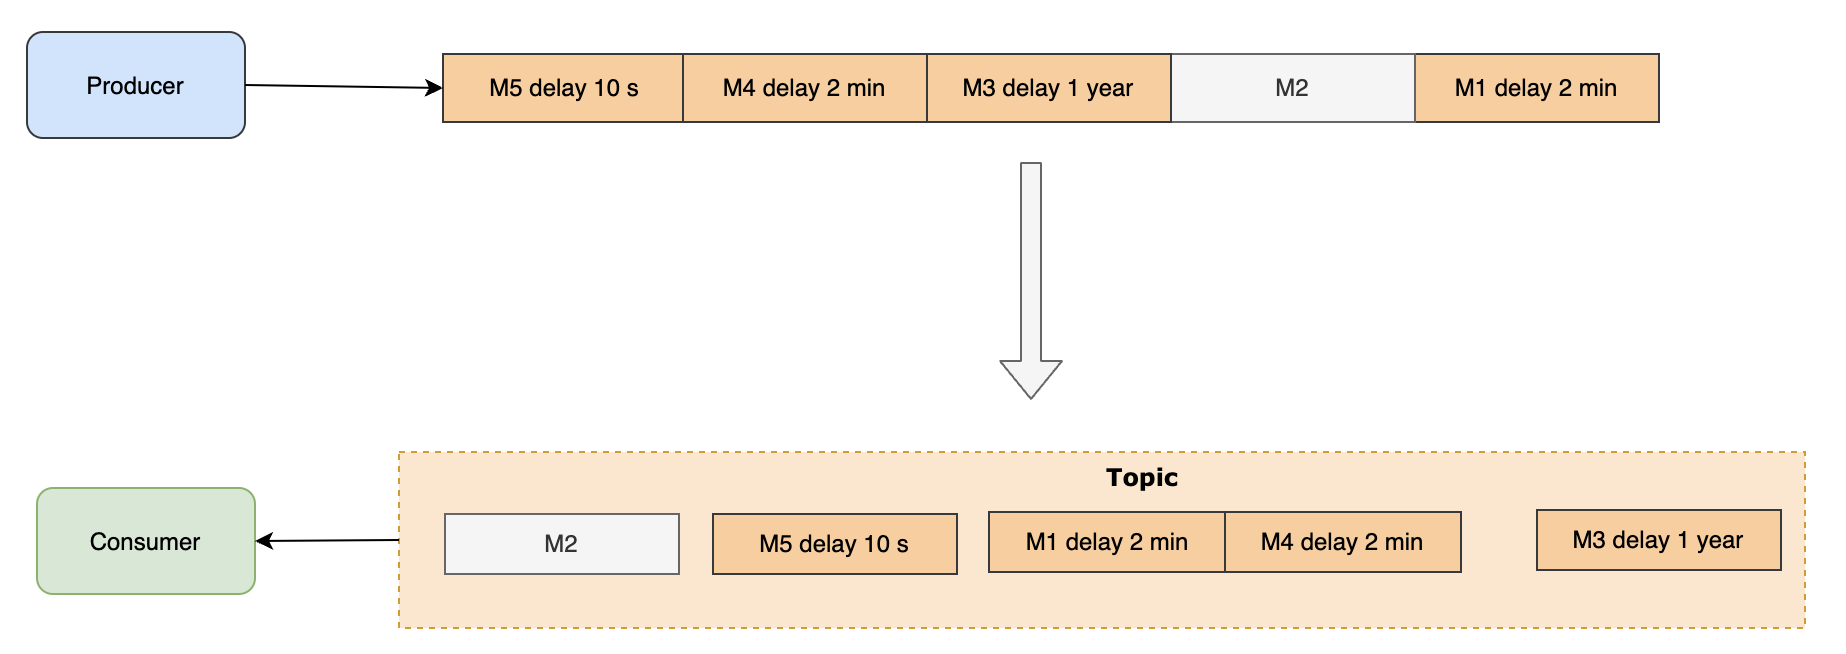 Producer
M5 delay 10 s
M4 delay 2 min
M3 delay 1 year
M2
M1 delay 2 min
Topic
Consumer
M2
M5 delay 10 s
M1 delay 2 min
M4 delay 2 min
M3 delay 1 year